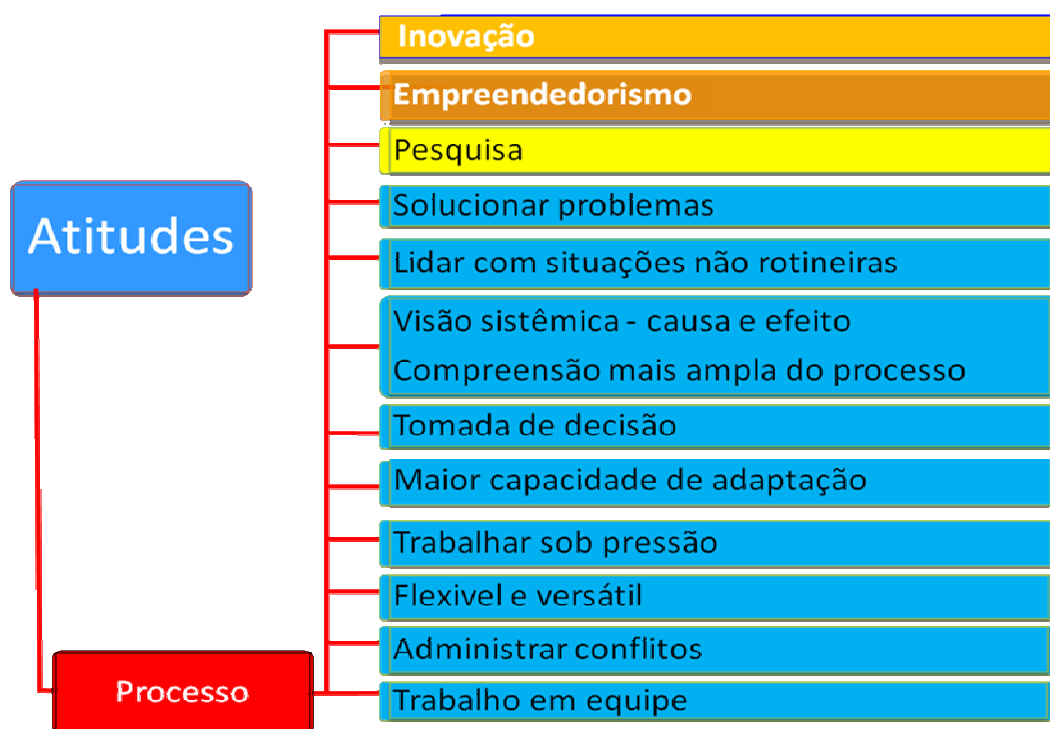 Atitudes
Processo
Inovação
Empreendedorismo
Pesquisa
Solucionar problemas
Lidar com situações não rotineiras
Visão sistêmica - causa e efeito
Compreensão mais ampla do processo
Tomada de decisão
Maior capacidade de adaptação
Trabalhar sob pressão
Flexivel e versátil
Administrar conflitos
Trabalho em equipe